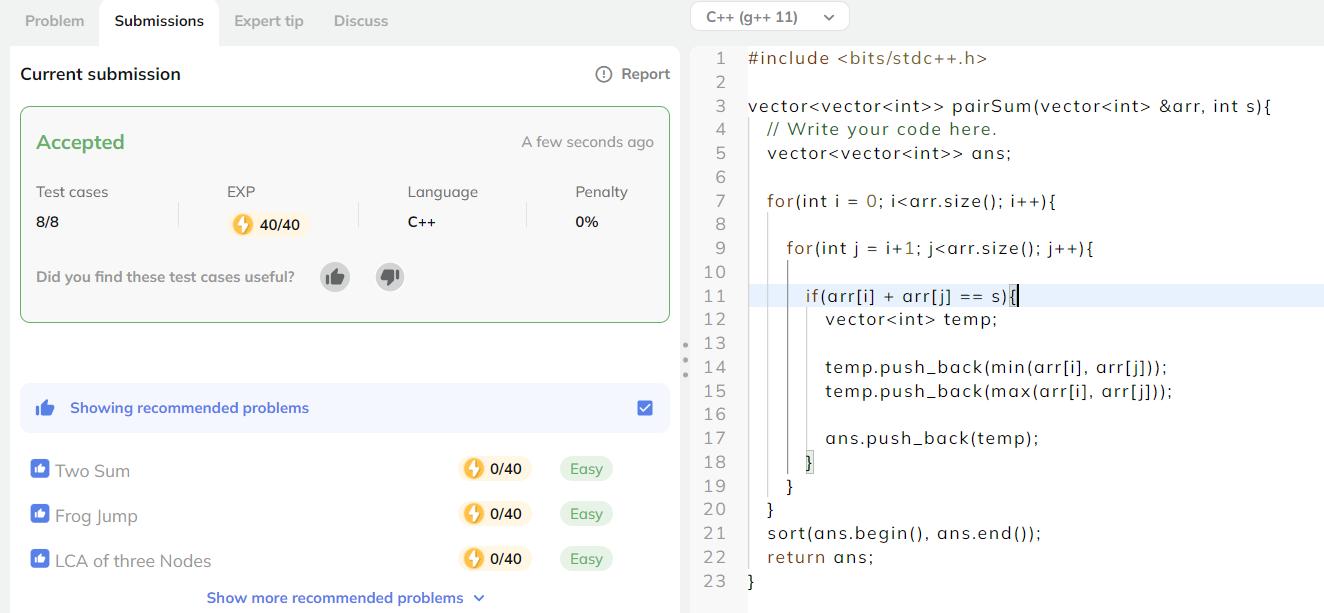 Problem
Submissions
Expert tip
Discuss
Current submission
Report
Accepted
A few seconds ago
Test cases
EXP
Language
Penalty
8/8
40/40
C++
0%
Did you find these test cases useful?
Showing recommended problems
Two Sum
0/40
Easy
Frog Jump
0/40
Easy
LCA of three Nodes
0/40
Easy
Show more recommended problems
C++ (g++ 11)
1 #include <bits/stdc++.h>
2
3 vector<vector<int>> pairSum(vector<int> &arr, int s){
4 // Write your code here.
5 vector<vector<int>> ans;
6
7 for(int i = 0; i<arr.size(); i++){
8
9 for(int j = i+1; j<arr.size(); j++){
10
11 if(arr[i] + arr[j] == s){
12 vector<int> temp;
13
14 temp.push_back(min(arr[i], arr[j]));
15 temp.push_back(max(arr[i], arr[j]));
16
17 ans.push_back(temp);
18 }
19 }
20 }
21 sort(ans.begin(), ans.end());
22 return ans;
23 }